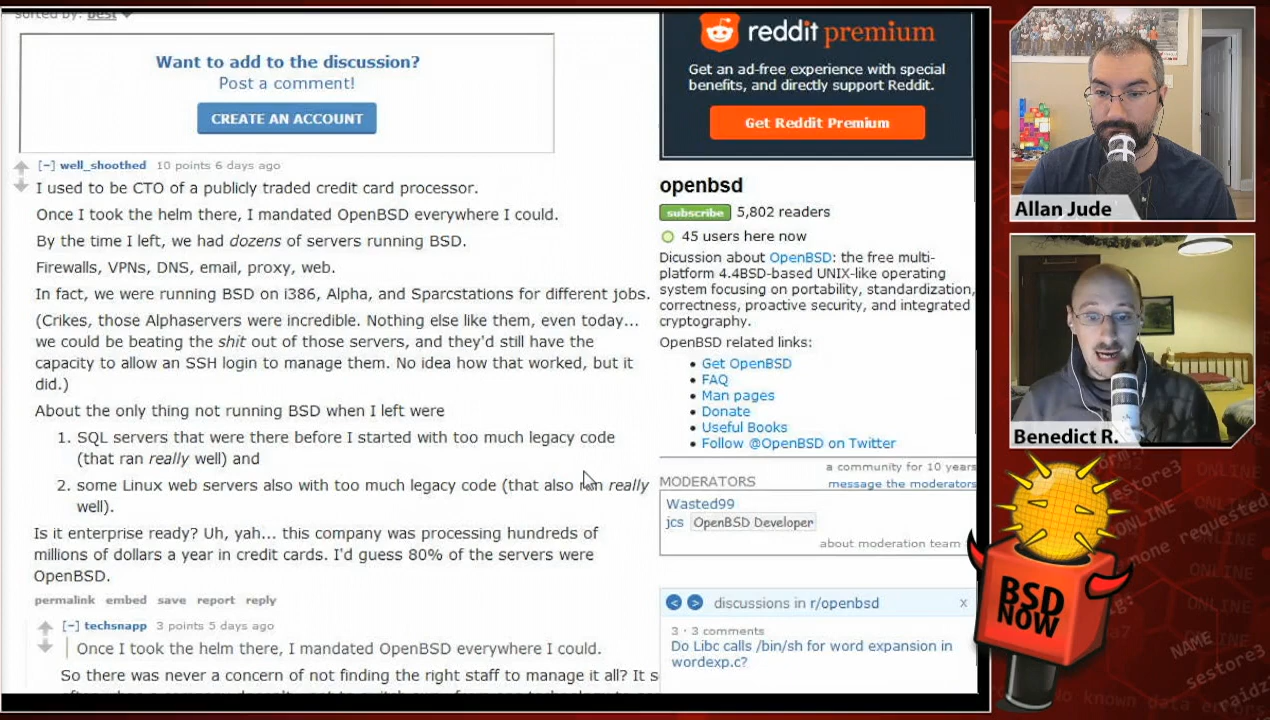 sorted by: best
Want to add to the discussion?
Post a comment!
CREATE AN ACCOUNT
[–] well_shoothed 10 points 6 days ago
I used to be CTO of a publicly traded credit card processor.
Once I took the helm there, I mandated OpenBSD everywhere I could.
By the time I left, we had dozens of servers running BSD.
Firewalls, VPNs, DNS, email, proxy, web.
In fact, we were running BSD on i386, Alpha, and Sparcstations for different jobs.
(Crikes, those Alphaservers were incredible. Nothing else like them, even today...
we could be beating the shit out of those servers, and they'd still have the
capacity to allow an SSH login to manage them. No idea how that worked, but it
did.)
About the only thing not running BSD when I left were
1. SQL servers that were there before I started with too much legacy code
(that ran really well) and
2. some Linux web servers also with too much legacy code (that also ran really
well).
Is it enterprise ready? Uh, yah... this company was processing hundreds of
millions of dollars a year in credit cards. I'd guess 80% of the servers were
OpenBSD.
permalink embed save report reply
[–] techsnapp 3 points 5 days ago
Once I took the helm there, I mandated OpenBSD everywhere I could.
So there was never a concern of not finding the right staff to manage it all? It s
reddit premium
Get an ad-free experience with special
benefits, and directly support Reddit.
Get Reddit Premium
openbsd
subscribe 5,802 readers
45 users here now
Dicussion about OpenBSD: the free multi-
platform 4.4BSD-based UNIX-like operating
system focusing on portability, standardization,
correctness, proactive security, and integrated
cryptography.
OpenBSD related links:
Get OpenBSD
FAQ
Man pages
Donate
Useful Books
Follow @OpenBSD on Twitter
a community for 10 years
MODERATORS message the moderators
Wasted99
jcs OpenBSD Developer
about moderation team
discussions in r/openbsd X
3 · 3 comments
Do Libc calls /bin/sh for word expansion in
wordexp.c?
Allan Jude
Benedict R.
BSD
NOW
ONLINE
ONLINE
ONLINE
ONLINE
NAME